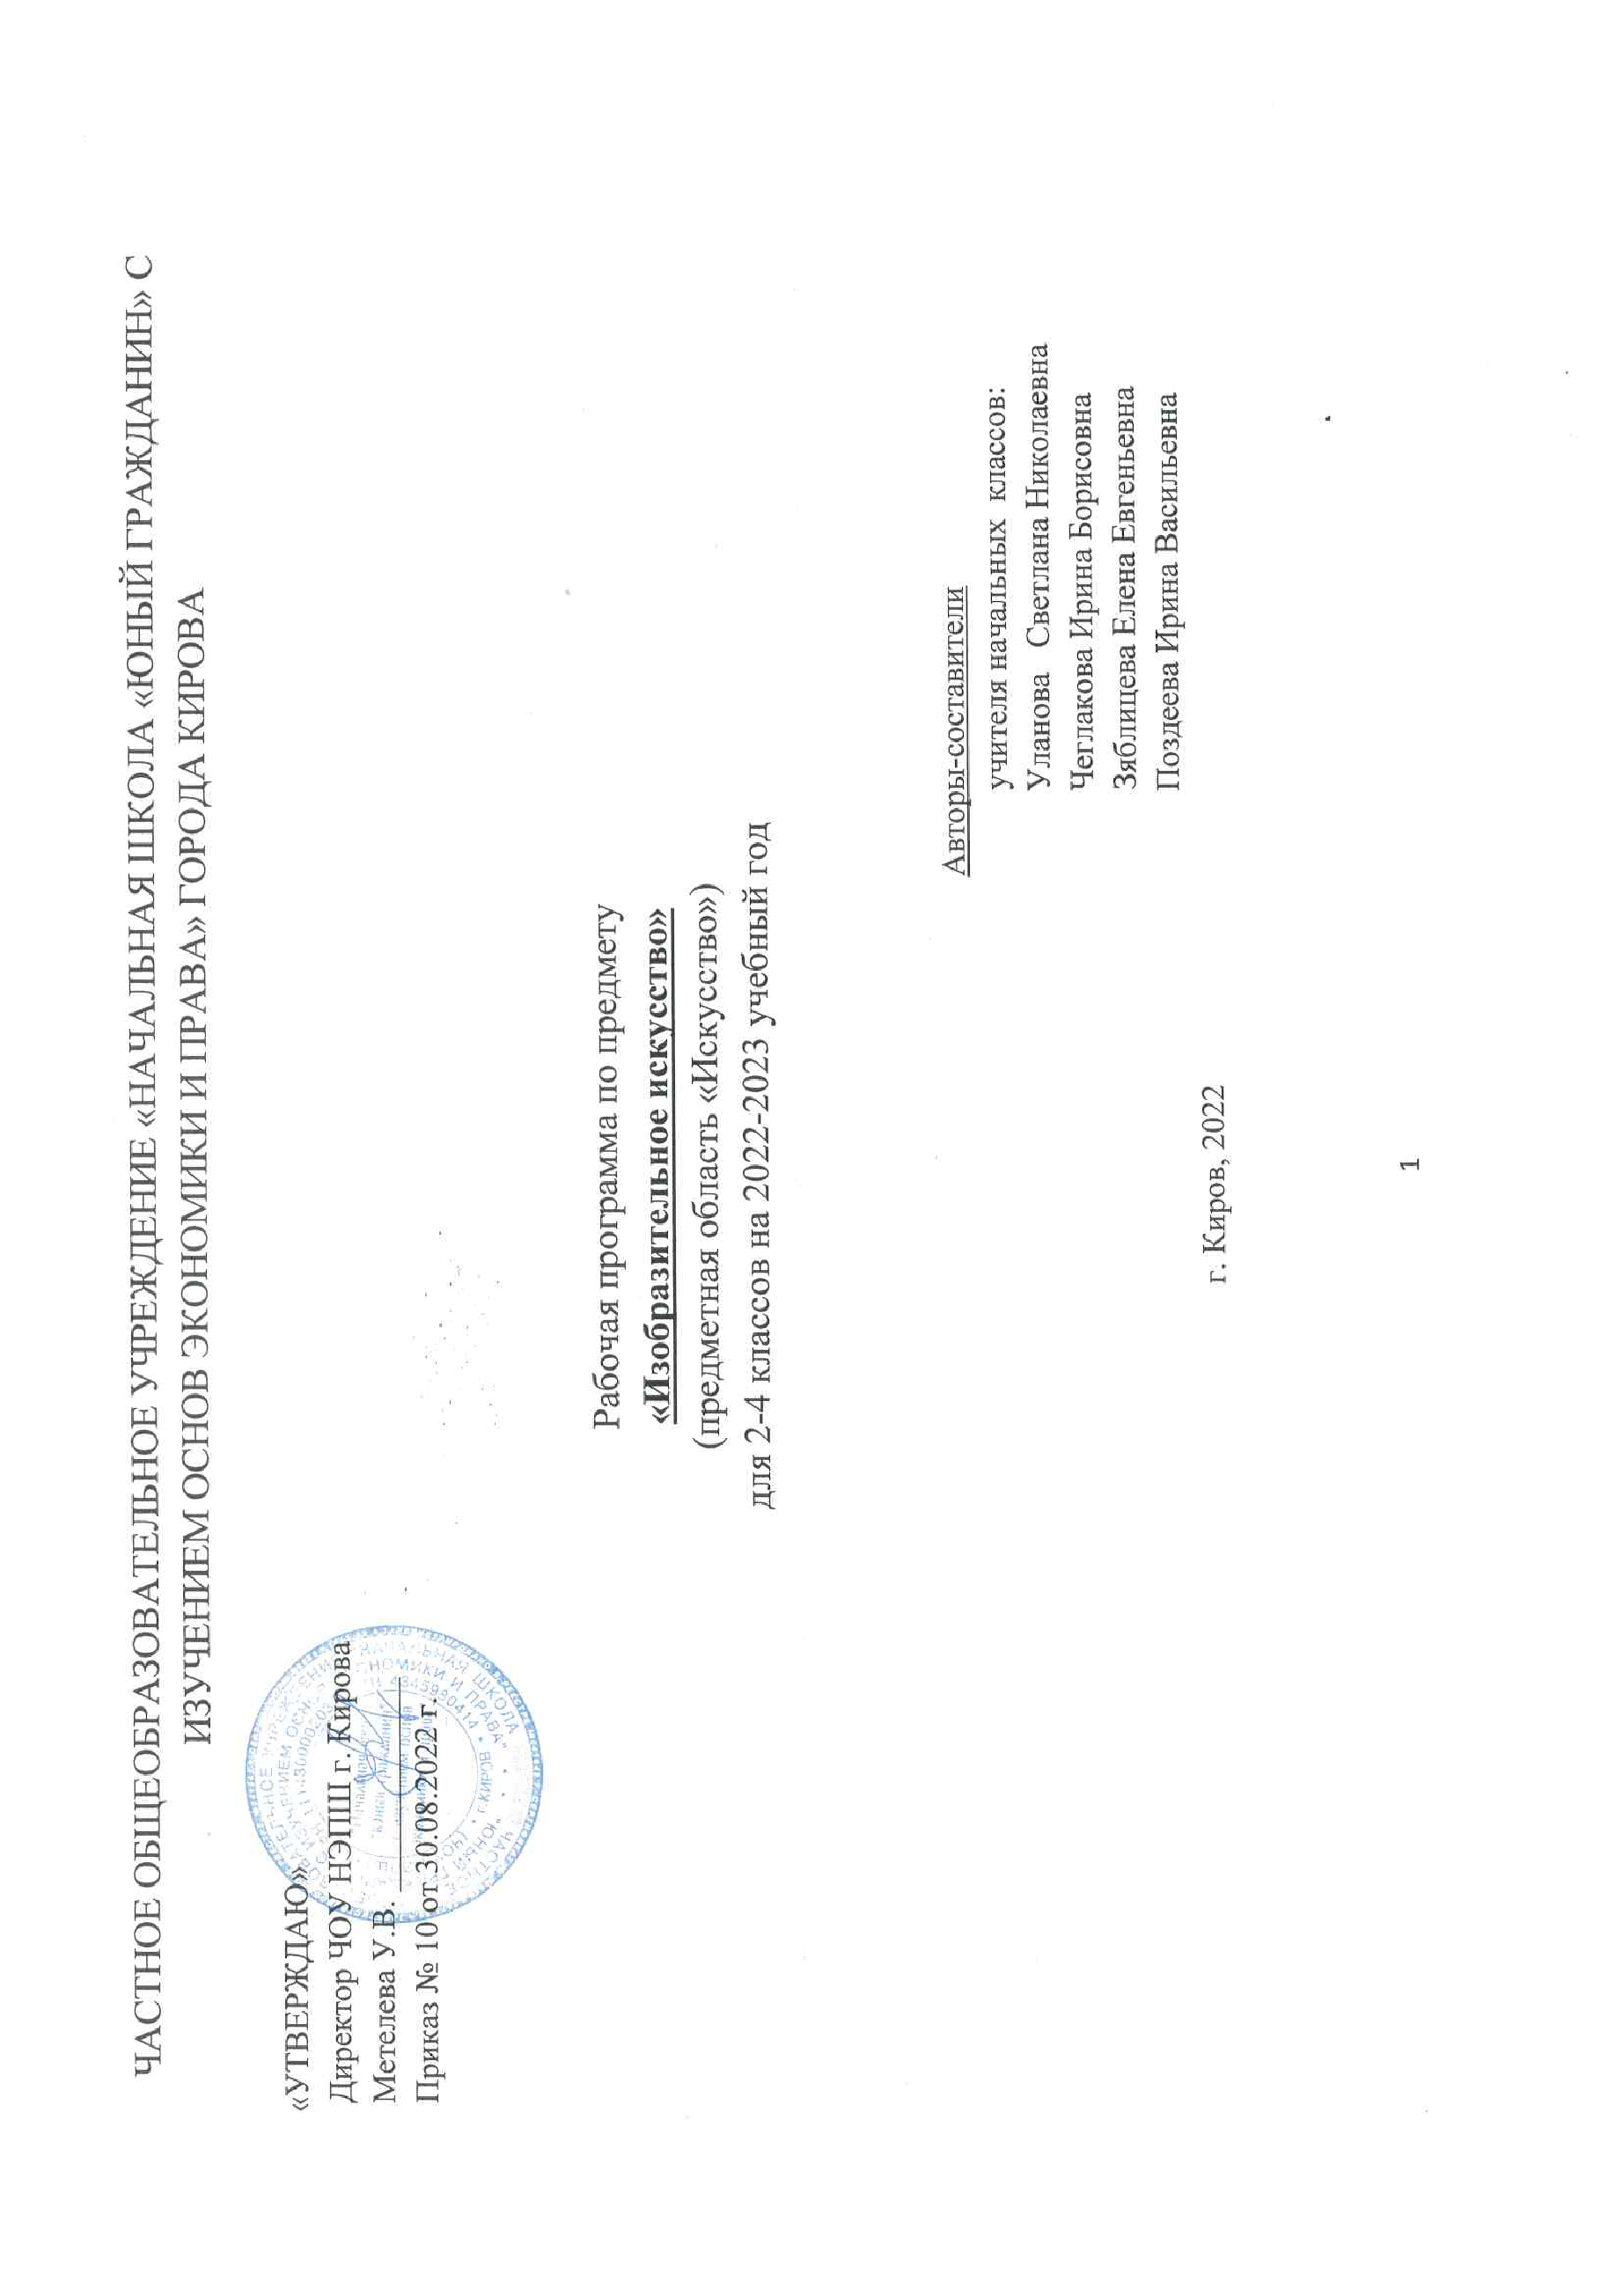 ЧАСТНОЕ ОБЩЕОБРАЗОВАТЕЛЬНОЕ УЧРЕЖДЕНИЕ «НАЧАЛЬНАЯ ШКОЛА «ЮНЫЙ ГРАЖДАНИН» С
ИЗУЧЕНИЕМ ОСНОВ ЭКОНОМИКИ И ПРАВА» ГОРОДА КИРОВА
«УТВЕРЖДАЮ»
Директор ЧОУ НЭПШ г. Кирова
Метелева У.В. ____________
Приказ № 10 от 30.08.2022 г.
Рабочая программа по предмету
«Изобразительное искусство»
(предметная область «Искусство»)
для 2-4 классов на 2022-2023 учебный год
Авторы-составители
учителя начальных классов:
Уланова Светлана Николаевна
Чеглакова Ирина Борисовна
Зяблицева Елена Евгеньевна
Поздеева Ирина Васильевна
г. Киров, 2022
1